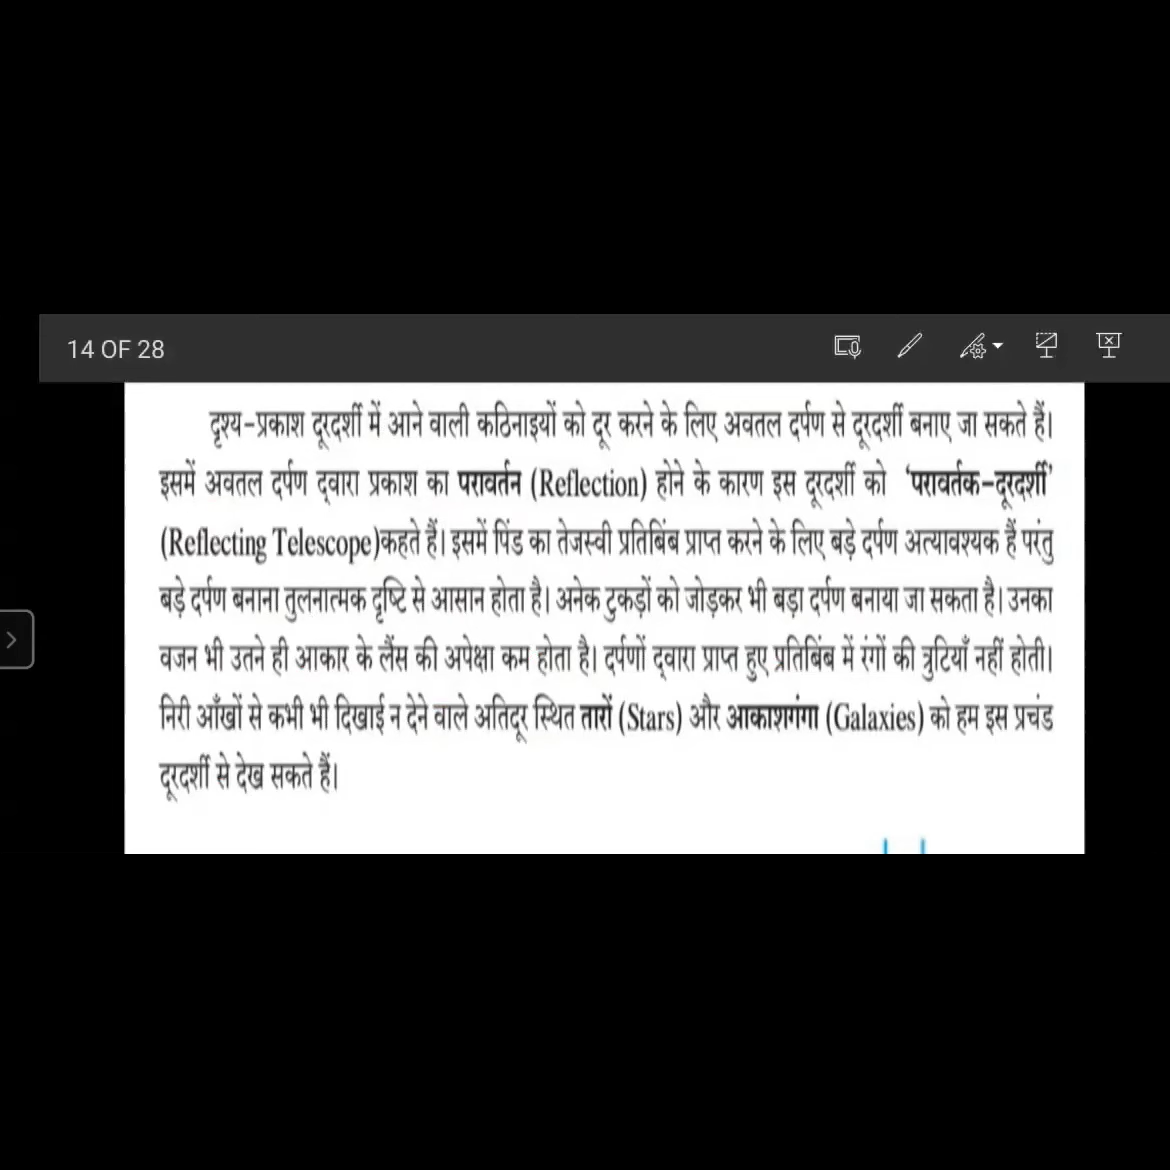 14 OF 28
दृश्य-प्रकाश दूरदर्शी में आने वाली कठिनाइयों को दूर करने के लिए अवतल दर्पण से दूरदर्शी बनाए जा सकते हैं।
इसमें अवतल दर्पण द्वारा प्रकाश का परावर्तन (Reflection) होने के कारण इस दूरदर्शी को 'परावर्तक-दूरदर्शी'
(Reflecting Telescope)कहते हैं। इसमें पिंड का तेजस्वी प्रतिबिंब प्राप्त करने के लिए बड़े दर्पण अत्यावश्यक हैं परंतु
बड़े दर्पण बनाना तुलनात्मक दृष्टि से आसान होता है। अनेक टुकड़ों को जोड़कर भी बड़ा दर्पण बनाया जा सकता है। उनका
वजन भी उतने ही आकार के लैंस की अपेक्षा कम होता है। दर्पणों द्वारा प्राप्त हुए प्रतिबिंब में रंगों की त्रुटियाँ नहीं होती।
निरी आँखों से कभी भी दिखाई न देने वाले अतिदूर स्थित तारों (Stars) और आकाशगंगा (Galaxies) को हम इस प्रचंड
दूरदर्शी से देख सकते हैं।